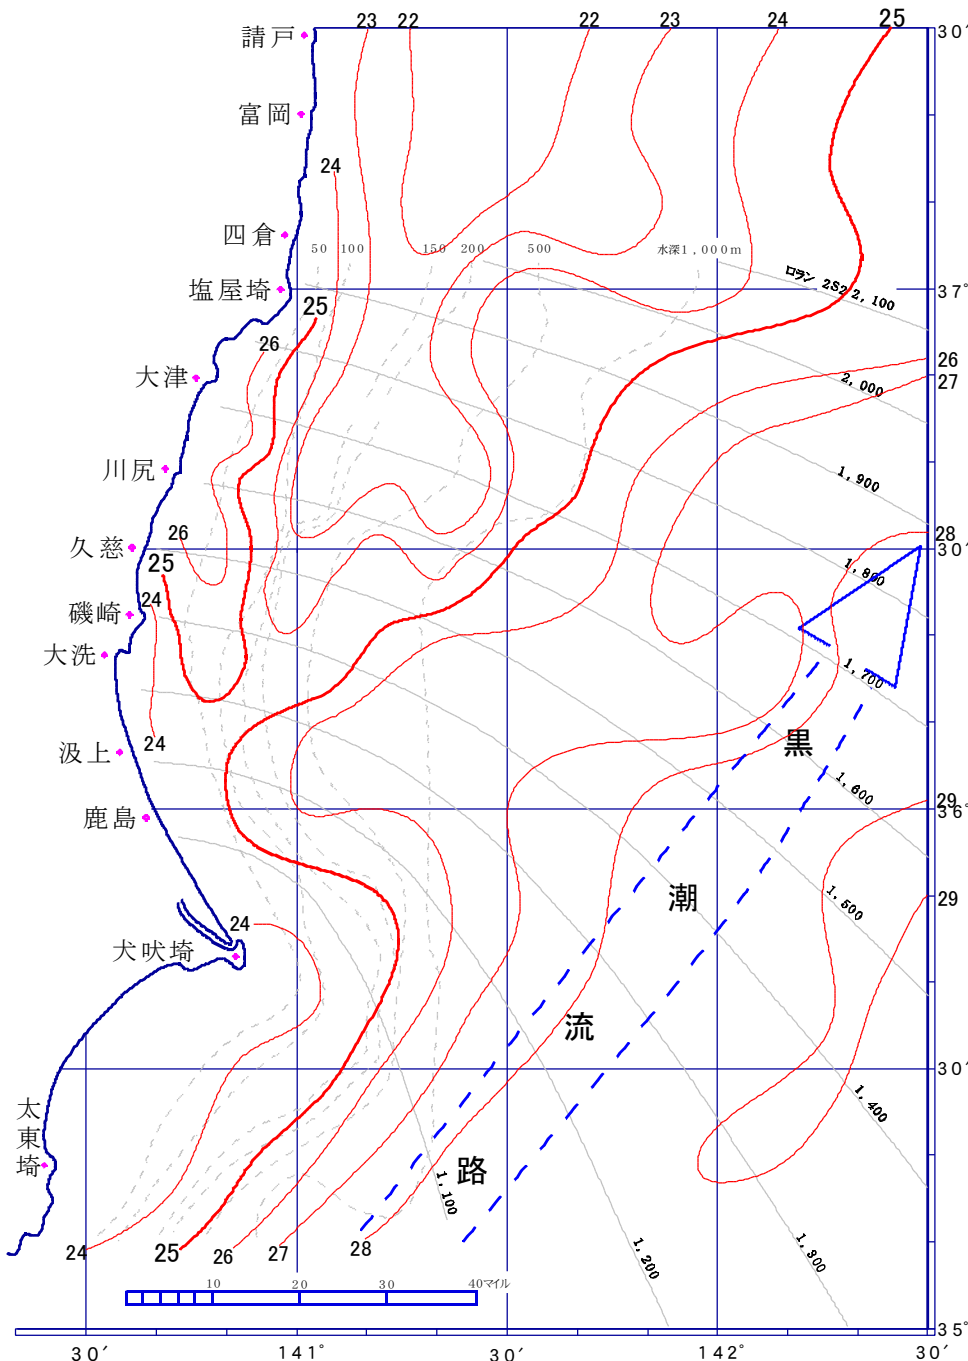 23 22 22 23 24 25
請戸
30′
富岡
24
四倉
50 100 150 200 500 水深1,000m
ロラン 2S2 2,100
塩屋埼
37°
25
26
大津
26
27
2,000
川尻
1,900
久慈
26
28
30′
25
1,800
24
磯崎
大洗
1,700
黒
24
汲上
1,600
29
36°
鹿島
潮
1,500
29
24
犬吠埼
流
30′
1,400
太東埼
路
1,100
24 25 26 27 28
1,200
1,300
10 20 30 40マイル
35°
30′ 141° 30′ 142° 30′